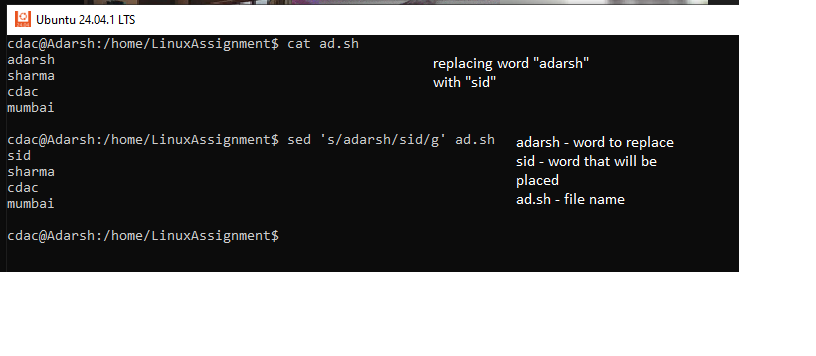 Ubuntu 24.04.1 LTS
cdac@Adarsh:/home/LinuxAssignment$ cat ad.sh
adarsh
sharma
cdac
mumbai
replacing word "adarsh"
with "sid"
cdac@Adarsh:/home/LinuxAssignment$ sed 's/adarsh/sid/g' ad.sh
sid
sharma
cdac
mumbai
adarsh - word to replace
sid - word that will be
placed
ad.sh - file name
cdac@Adarsh:/home/LinuxAssignment$